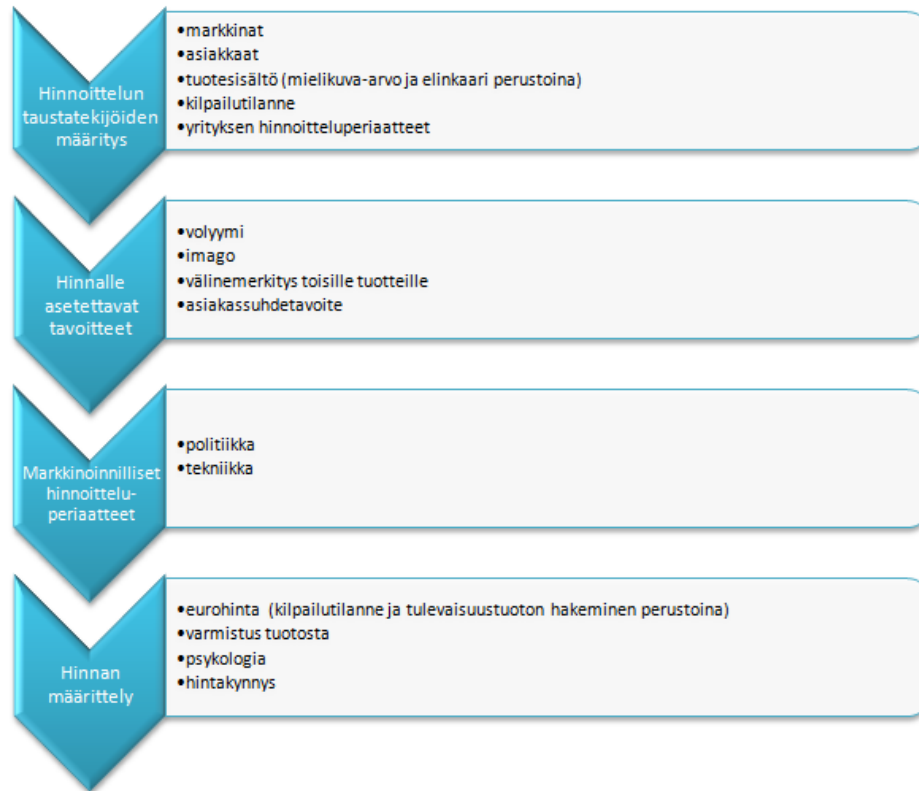 Hinnoittelun
taustatekijöiden
määritys
•markkinat
•asiakkaat
•tuotesisältö (mielikuva-arvo ja elinkaari perustoina)
•kilpailutilanne
•yrityksen hinnoitteluperiaatteet
Hinnalle
asetettavat
tavoitteet
•volyymi
•imago
•välinemerkitys toisille tuotteille
•asiakassuhdetavoite
Markkinoinnilliset
hinnoittelu-
periaatteet
•politiikka
•tekniikka
Hinnan
määrittely
•eurohinta (kilpailutilanne ja tulevaisuustuoton hakeminen perustoina)
•varmistus tuotosta
•psykologia
•hintakynnys